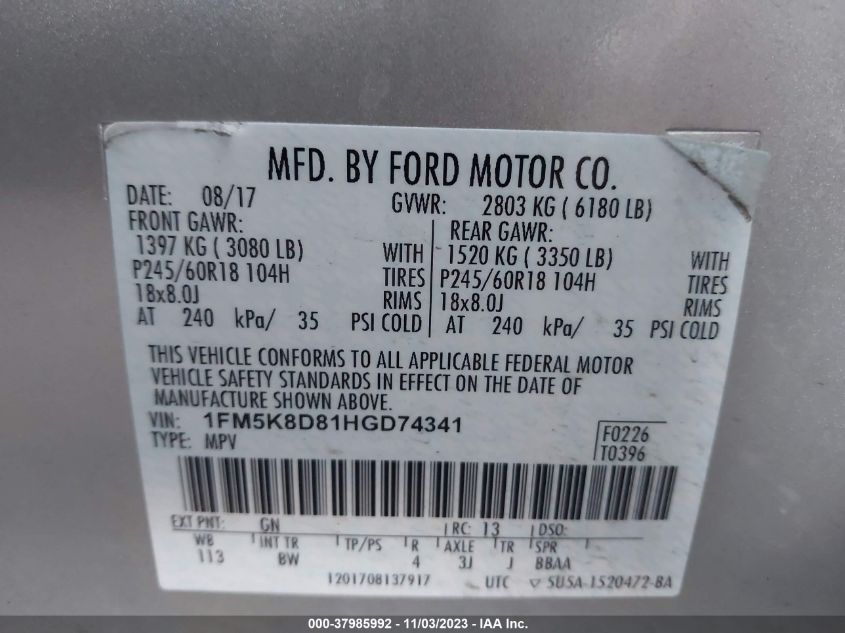 MFD. BY FORD MOTOR CO.
DATE: 08/17 GVWR: 2803 KG ( 6180 LB)
FRONT GAWR: REAR GAWR:
1397 KG ( 3080 LB) WITH 1520 KG ( 3350 LB) WITH
P245/60R18 104H TIRES P245/60R18 104H TIRES
18x8.0J RIMS 18x8.0J RIMS
AT 240 kPa/ 35 PSI COLD AT 240 kPa/ 35 PSI COLD
THIS VEHICLE CONFORMS TO ALL APPLICABLE FEDERAL MOTOR
VEHICLE SAFETY STANDARDS IN EFFECT ON THE DATE OF
MANUFACTURE SHOWN ABOVE.
VIN: 1FM5K8D81HGD74341 F0226
TYPE: MPV T0396
EXT PNT: GN RC: 13 DSO:
WB INT TR TP/PS R AXLE TR SPR
113 BW 4 3J J BBAA
1201708137917 UTC ▽ 5U5A-1520472-BA
000-37985992 - 11/03/2023 - IAAI.com.